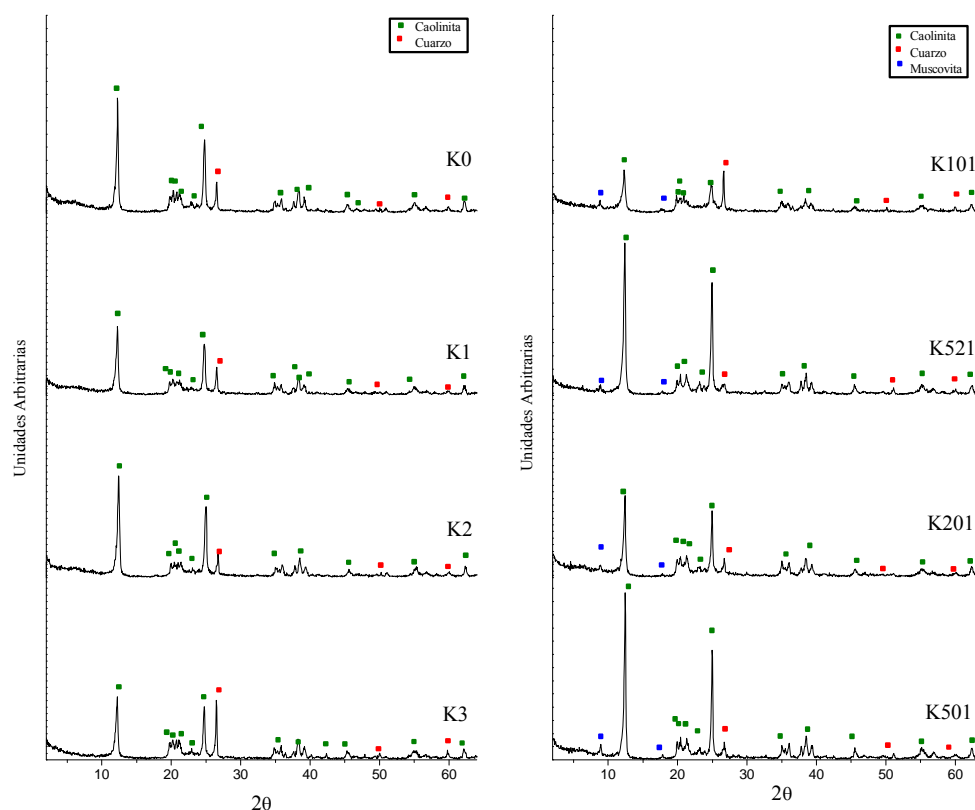 Caolinita
Cuarzo
K0
K1
K2
K3
Unidades Arbitrarias
10
20
30
40
50
60
2θ
Caolinita
Cuarzo
Muscovita
K101
K521
K201
K501
Unidades Arbitrarias
10
20
30
40
50
60
2θ